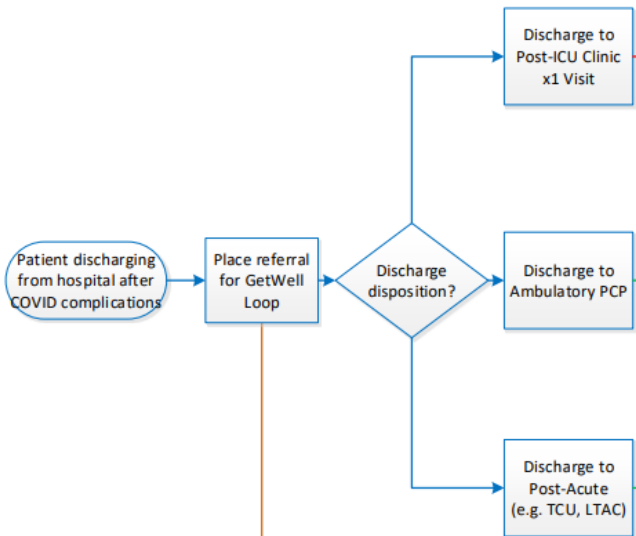 Discharge to
Post-ICU Clinic
x1 Visit
Patient discharging
from hospital after
COVID complications
Place referral
for GetWell
Loop
Discharge
disposition?
Discharge to
Ambulatory PCP
Discharge to
Post-Acute
(e.g. TCU, LTAC)